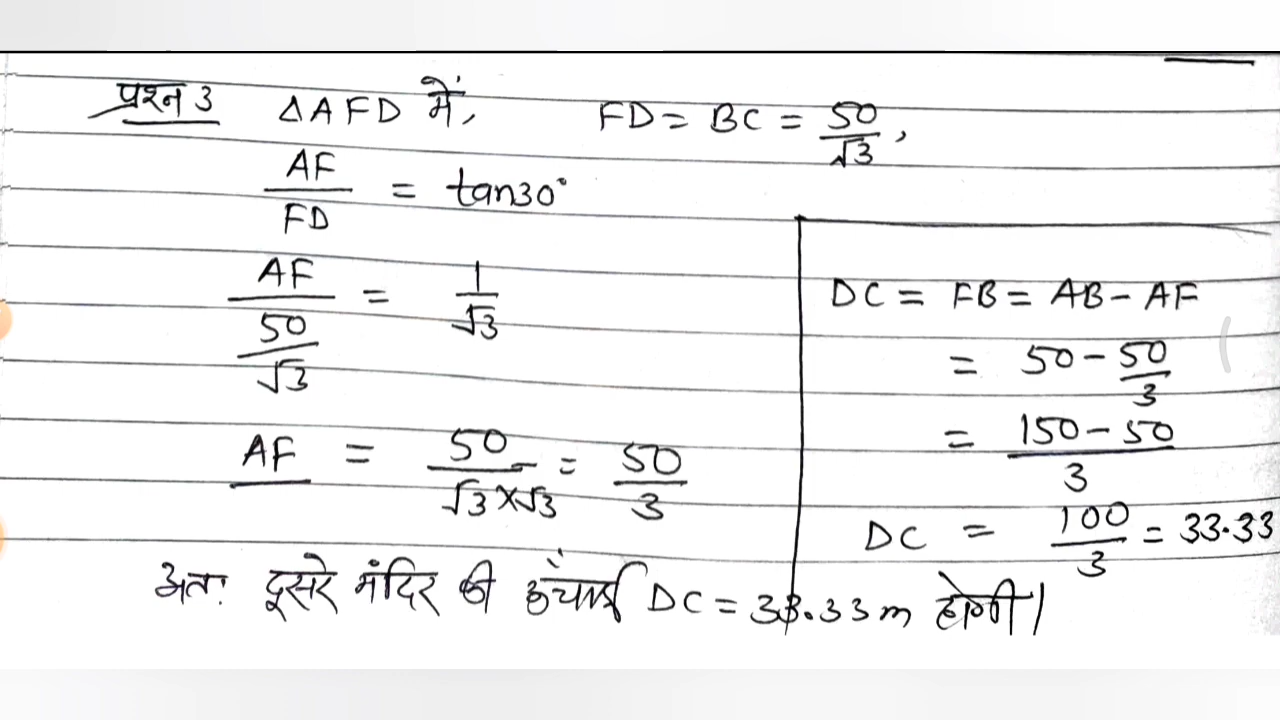 प्रश्न 3 ΔAFD में, FD = BC = 50/√3,
AF/FD = tan30°
AF/(50/√3) = 1/√3
AF = 50/(√3×√3) = 50/3
DC = FB = AB - AF
= 50 - 50/3
= (150 - 50)/3
DC = 100/3 = 33.33
अतः दूसरे मंदिर की ऊँचाई DC = 33.33 m होगी।